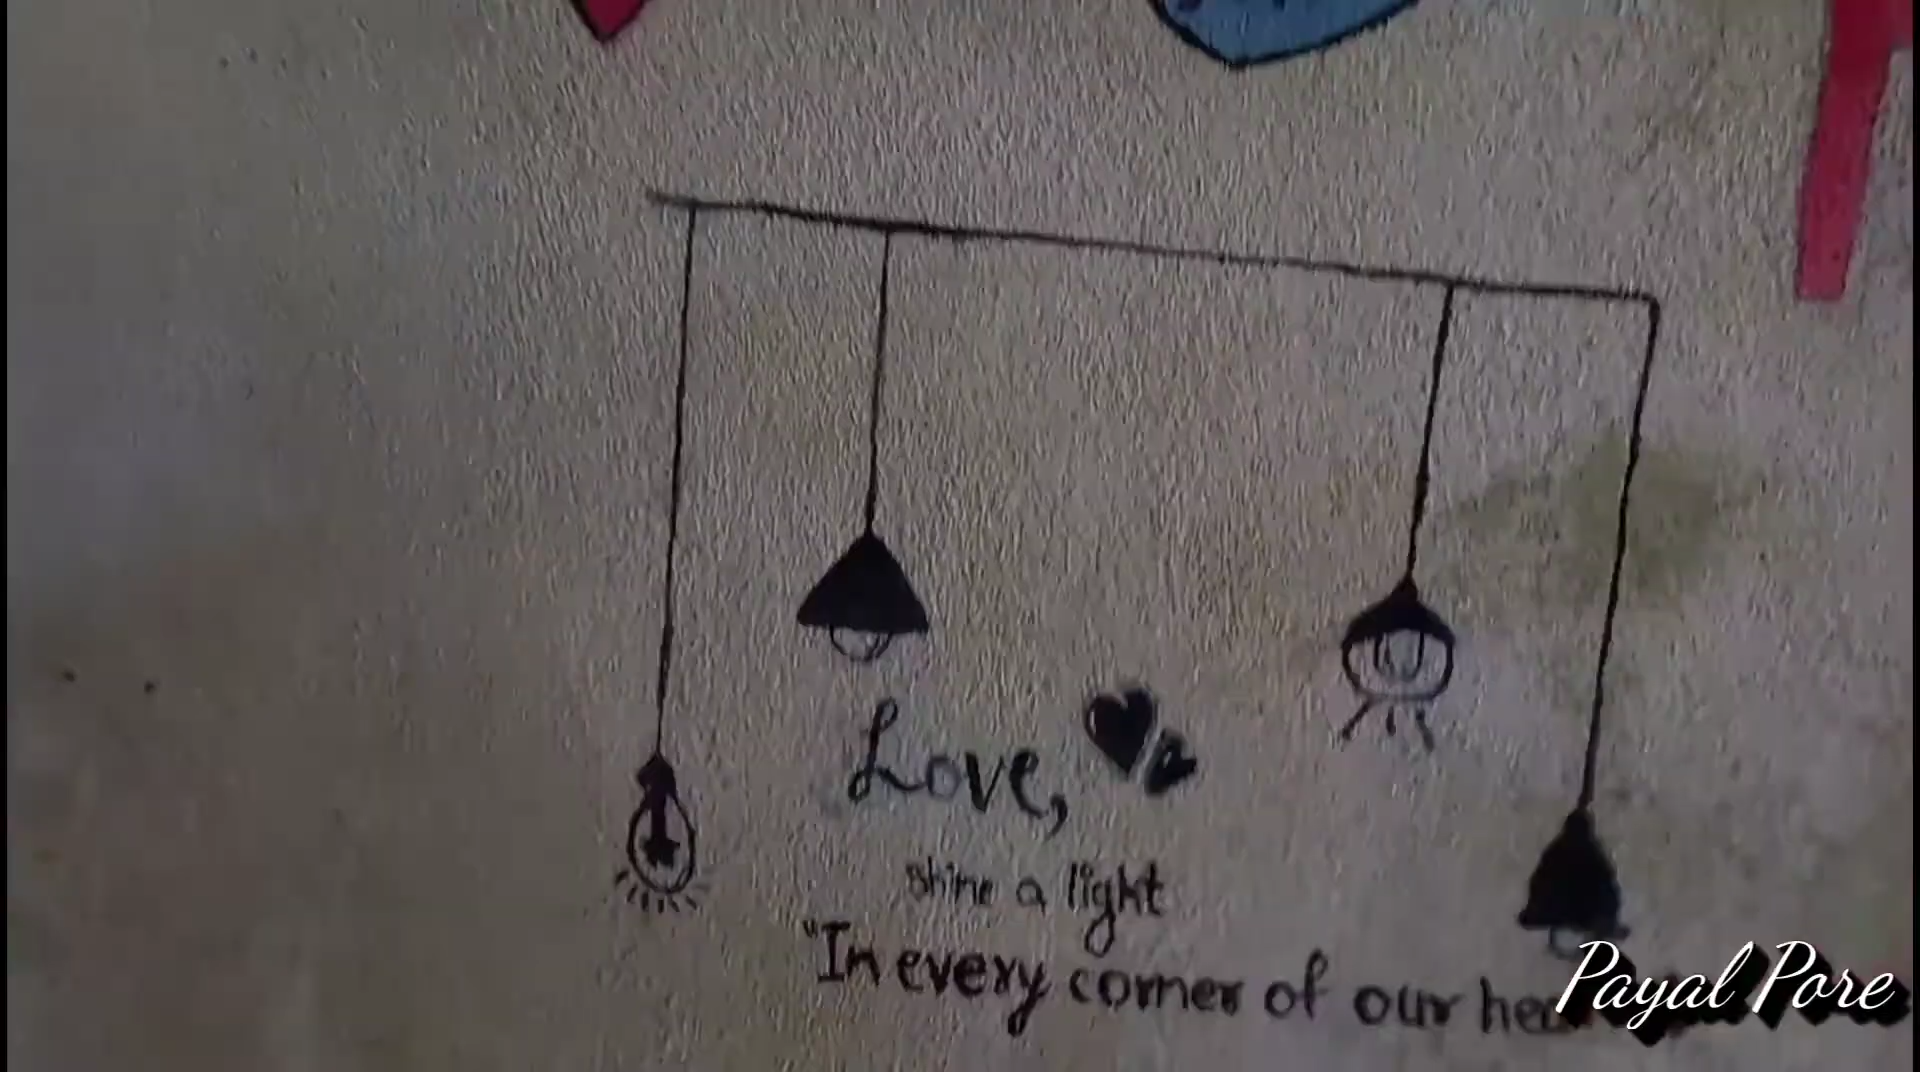 Love,
shine a light
"In every corner of our
Payal Pore